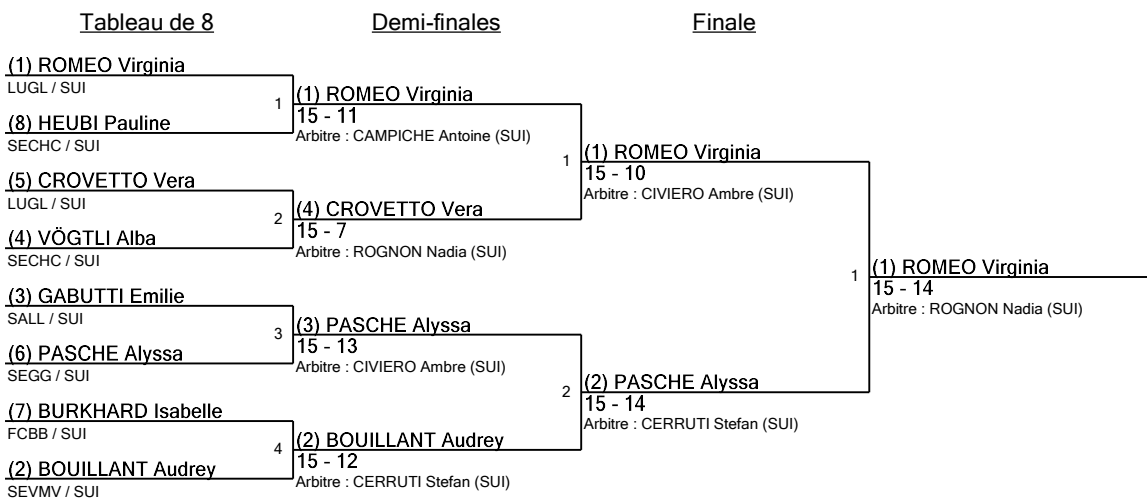 Tableau de 8
Demi-finales
Finale
(1) ROMEO Virginia
LUGL / SUI
1
(8) HEUBI Pauline
SECHC / SUI
(5) CROVETTO Vera
LUGL / SUI
2
(4) VÖGTLI Alba
SECHC / SUI
(3) GABUTTI Emilie
SALL / SUI
3
(6) PASCHE Alyssa
SEGG / SUI
(7) BURKHARD Isabelle
FCBB / SUI
4
(2) BOUILLANT Audrey
SEVMV / SUI
(1) ROMEO Virginia
15 - 11
Arbitre : CAMPICHE Antoine (SUI)
1
(4) CROVETTO Vera
15 - 7
Arbitre : ROGNON Nadia (SUI)
(3) PASCHE Alyssa
15 - 13
Arbitre : CIVIERO Ambre (SUI)
2
(2) BOUILLANT Audrey
15 - 12
Arbitre : CERRUTI Stefan (SUI)
(1) ROMEO Virginia
15 - 10
Arbitre : CIVIERO Ambre (SUI)
1
(2) PASCHE Alyssa
15 - 14
Arbitre : CERRUTI Stefan (SUI)
(1) ROMEO Virginia
15 - 14
Arbitre : ROGNON Nadia (SUI)